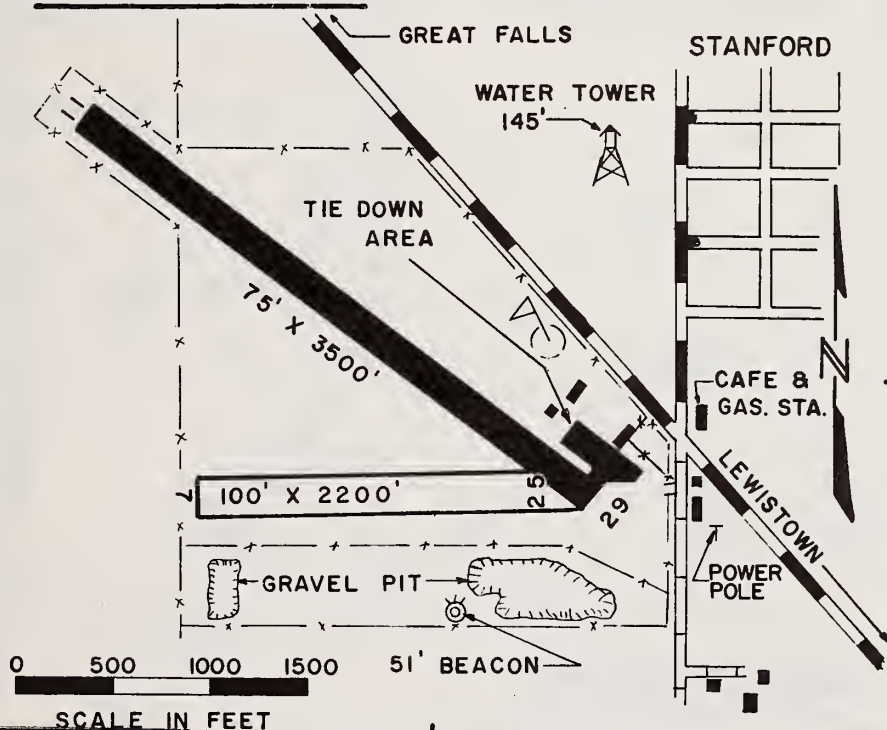 GREAT FALLS
STANFORD
WATER TOWER
145'
TIE DOWN
AREA
75' X 3500'
N
CAFE &
GAS. STA.
LEWISTOWN
7
100' X 2200'
25
29
GRAVEL PIT
POWER
POLE
51' BEACON
0 500 1000 1500
SCALE IN FEET